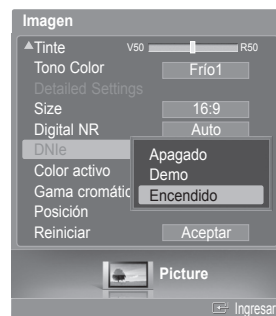 Imagen
▲Tinte V50 R50
Tono Color Frío1
Detailed Settings
Size 16:9
Digital NR Auto
DNIe Apagado
Color activo Demo
Gama cromátic Encendido
Posición
Reiniciar Aceptar
Picture
Ingresar